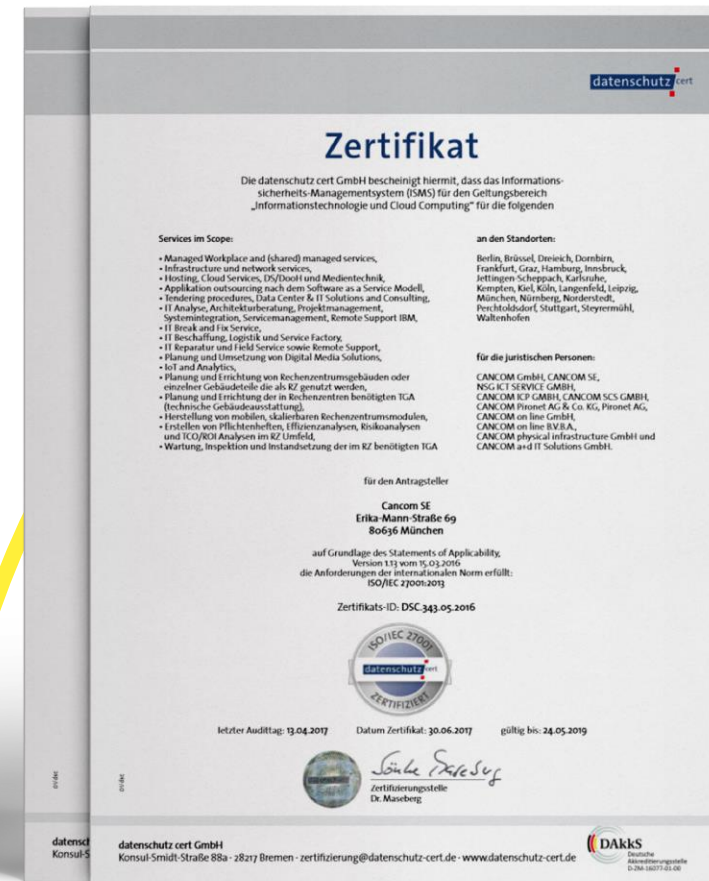 datenschutz cert
Zertifikat
Die datenschutz cert GmbH bescheinigt hiermit, dass das Informations-
sicherheits-Managementsystem (ISMS) für den Geltungsbereich
„Informationstechnologie und Cloud Computing" für die folgenden
Services im Scope:
• Managed Workplace and (shared) managed services,
• Infrastructure und network services,
• Hosting, Cloud Services, DS/DooH und Medientechnik,
• Applikation outsourcing nach dem Software as a Service Modell,
• Tendering procedures, Data Center & IT Solutions and Consulting,
• IT Analyse, Architekturberatung, Projektmanagement,
Systemintegration, Servicemanagement, Remote Support IBM,
• IT Break and Fix Service,
• IT Beschaffung, Logistik und Service Factory,
• IT Reparatur und Field Service sowie Remote Support,
• Planung und Umsetzung von Digital Media Solutions,
• IoT and Analytics,
• Planung und Errichtung von Rechenzentrumsgebäuden oder
einzelner Gebäudeteile die als RZ genutzt werden,
• Planung und Errichtung der in Rechenzentren benötigten TGA
(technische Gebäudeausstattung),
• Herstellung von mobilen, skalierbaren Rechenzentrumsmodulen,
• Erstellen von Pflichtenheften, Effizienzanalysen, Risikoanalysen
und TCO/ROI Analysen im RZ Umfeld,
• Wartung, Inspektion und Instandsetzung der im RZ benötigten TGA
an den Standorten:
Berlin, Brüssel, Dreieich, Dornbirn,
Frankfurt, Graz, Hamburg, Innsbruck,
Jettingen-Scheppach, Karlsruhe,
Kempten, Kiel, Köln, Langenfeld, Leipzig,
München, Nürnberg, Norderstedt,
Perchtoldsdorf, Stuttgart, Steyrermühl,
Waltenhofen
für die juristischen Personen:
CANCOM GmbH, CANCOM SE,
NSG ICT SERVICE GMBH,
CANCOM ICP GMBH, CANCOM SCS GMBH,
CANCOM Pironet AG & Co. KG, Pironet AG,
CANCOM on line GmbH,
CANCOM on line B.V.B.A.,
CANCOM physical infrastructure GmbH und
CANCOM a+d IT Solutions GmbH.
für den Antragsteller
Cancom SE
Erika-Mann-Straße 69
80636 München
auf Grundlage des Statements of Applicability,
Version 1.13 vom 15.03.2016
die Anforderungen der internationalen Norm erfüllt:
ISO/IEC 27001:2013
Zertifikats-ID: DSC.343.05.2016
ISO/IEC 27001
datenschutz cert
ZERTIFIZIERT
letzter Audittag: 13.04.2017 Datum Zertifikat: 30.06.2017 gültig bis: 24.05.2019
Zertifizierungsstelle
Dr. Maseberg
datensch
Konsul-S
datenschutz cert GmbH
Konsul-Smidt-Straße 88a · 28217 Bremen · zertifizierung@datenschutz-cert.de · www.datenschutz-cert.de
DAkkS
Deutsche
Akkreditierungsstelle
D-ZM-16077-01-00